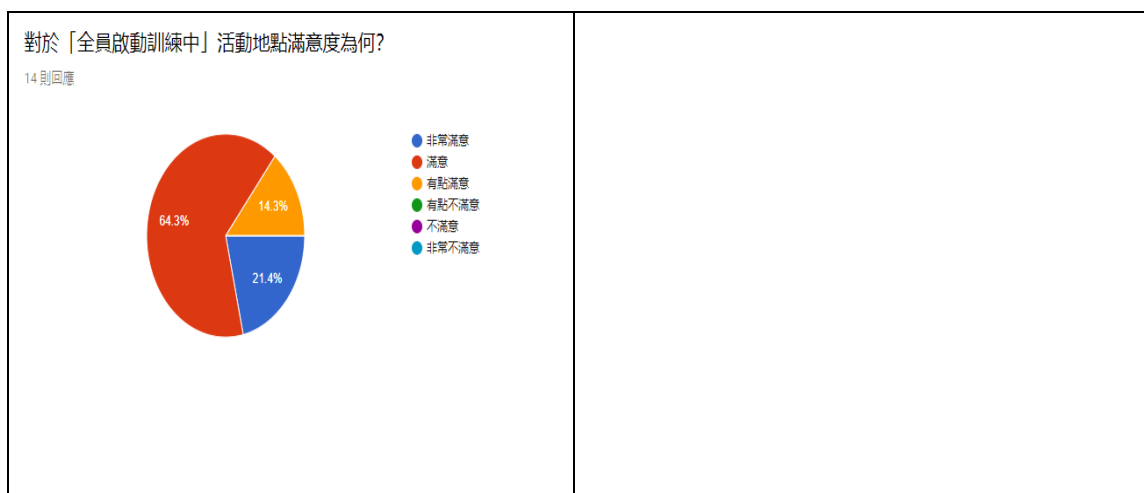 對於「全員啟動訓練中」活動地點滿意度為何?
14 則回應
非常滿意
滿意
有點滿意
有點不滿意
不滿意
非常不滿意
64.3%
14.3%
21.4%